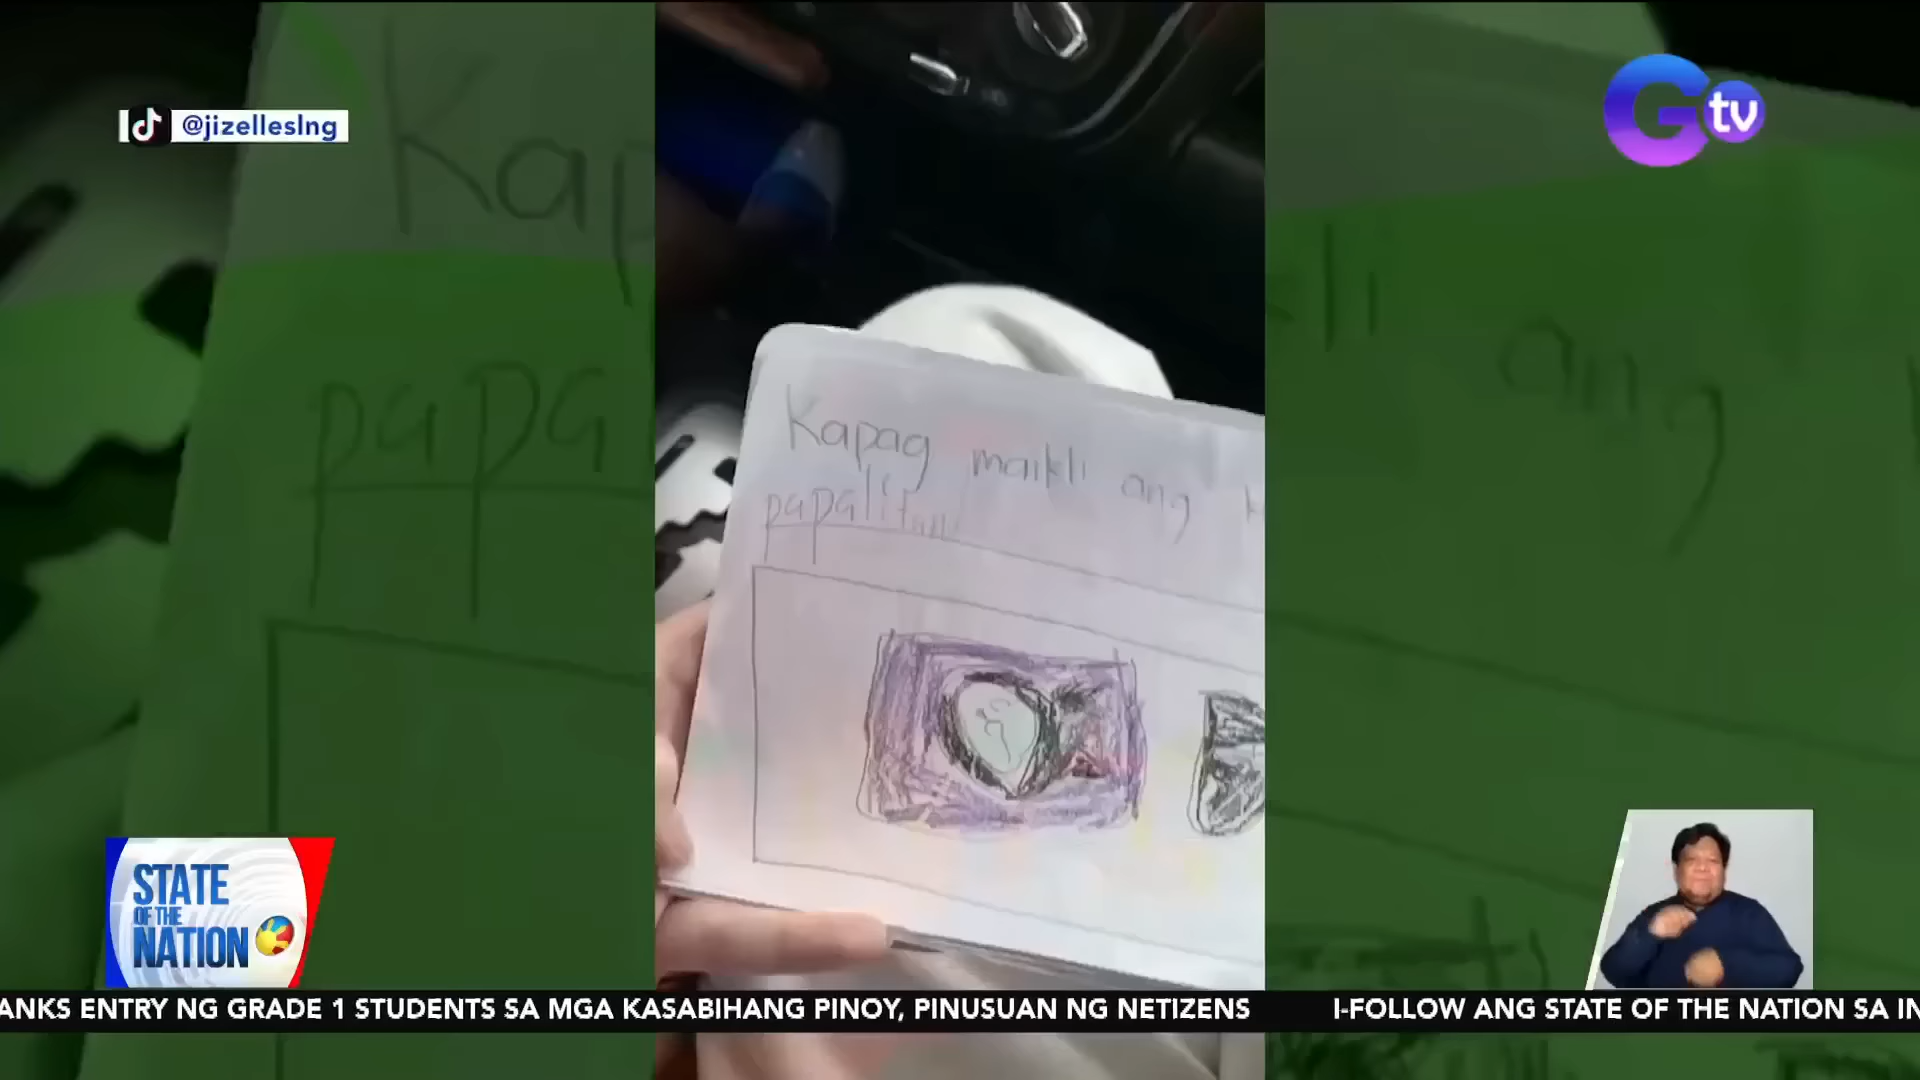 @jizelleslng
G tv
Kapag maikli ang k
papalitan
STATE
OF THE
NATION
ANKS ENTRY NG GRADE 1 STUDENTS SA MGA KASABIHANG PINOY, PINUSUAN NG NETIZENS
I-FOLLOW ANG STATE OF THE NATION SA IN